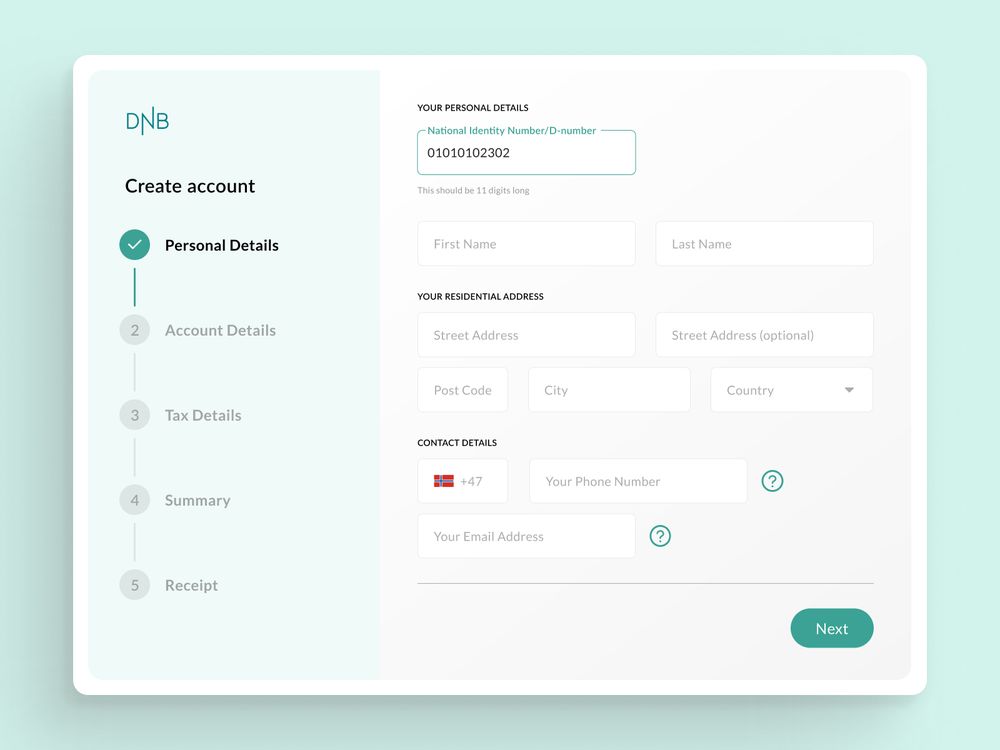 DNB
Create account
Personal Details
2 Account Details
3 Tax Details
4 Summary
5 Receipt
YOUR PERSONAL DETAILS
National Identity Number/D-number
01010102302
This should be 11 digits long
First Name
Last Name
YOUR RESIDENTIAL ADDRESS
Street Address
Street Address (optional)
Post Code
City
Country
CONTACT DETAILS
+47
Your Phone Number
?
Your Email Address
?
Next